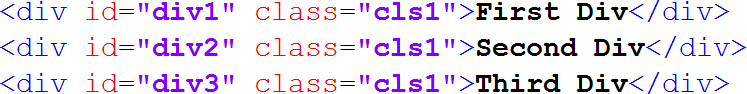 <div id="div1" class="cls1">First Div</div>
<div id="div2" class="cls1">Second Div</div>
<div id="div3" class="cls1">Third Div</div>